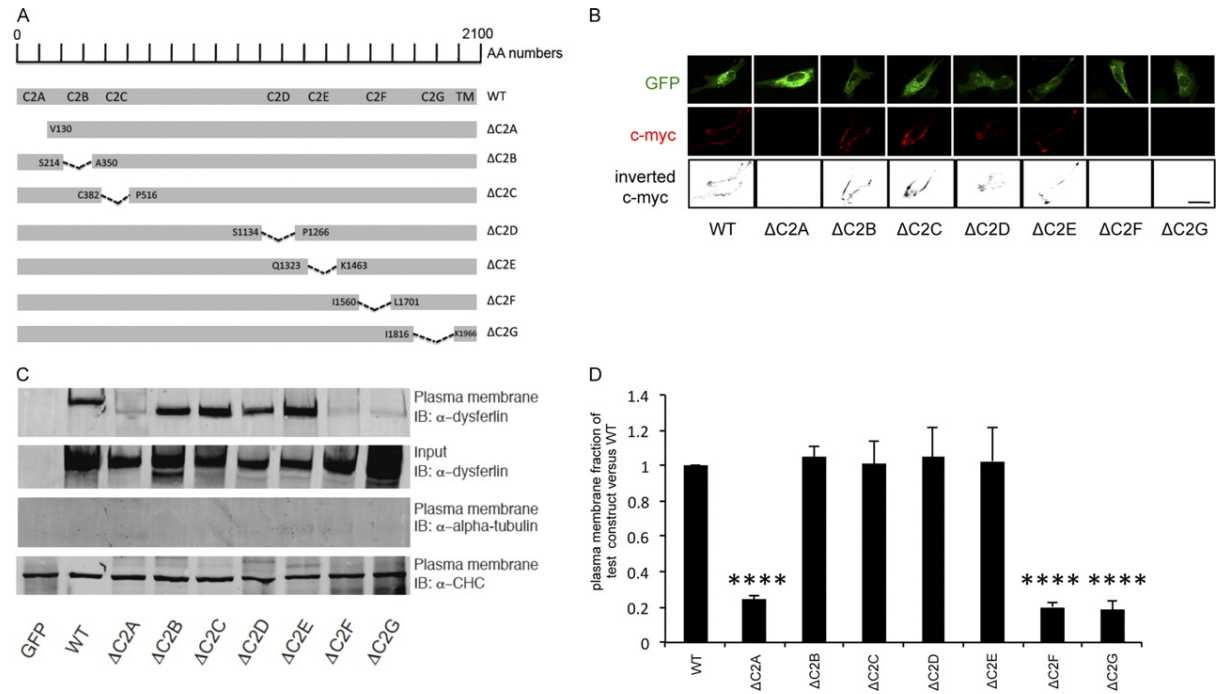 A
0 2100
AA numbers
C2A C2B C2C C2D C2E C2F C2G TM WT
V130 ΔC2A
S214 A350 ΔC2B
C382 P516 ΔC2C
S1134 P1266 ΔC2D
Q1323 K1463 ΔC2E
I1560 L1701 ΔC2F
I1816 K1966 ΔC2G
B
GFP
c-myc
inverted
c-myc
WT ΔC2A ΔC2B ΔC2C ΔC2D ΔC2E ΔC2F ΔC2G
C
Plasma membrane
IB: α-dysferlin
Input
IB: α-dysferlin
Plasma membrane
IB: α-alpha-tubulin
Plasma membrane
IB: α-CHC
GFP WT ΔC2A ΔC2B ΔC2C ΔC2D ΔC2E ΔC2F ΔC2G
D
plasma membrane fraction of
test construct versus WT
1.4
1.2
1
0.8
0.6
0.4
0.2
0
**** **** ****
WT ΔC2A ΔC2B ΔC2C ΔC2D ΔC2E ΔC2F ΔC2G